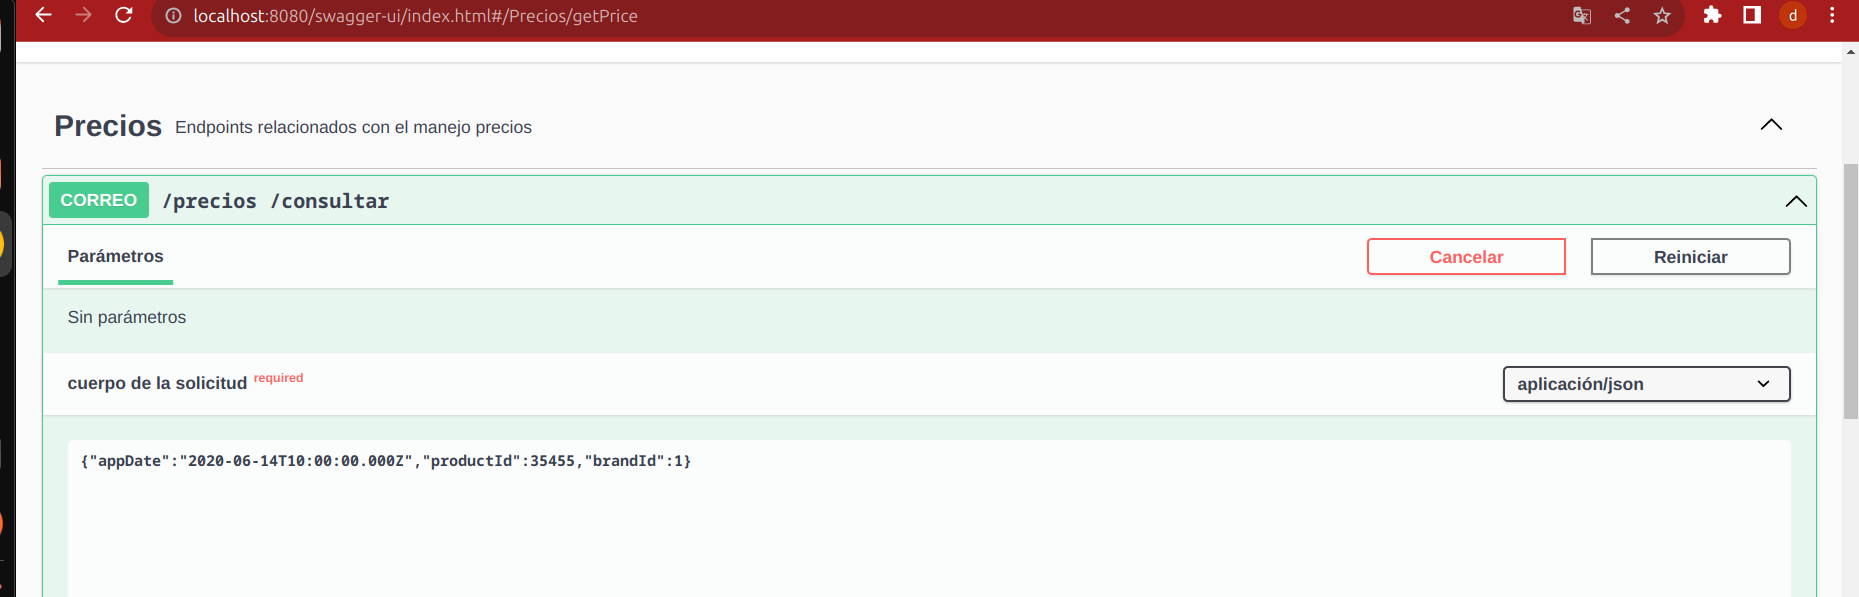 localhost:8080/swagger-ui/index.html#/Precios/getPrice
d
Precios Endpoints relacionados con el manejo precios
CORREO /precios /consultar
Parámetros Cancelar Reiniciar
Sin parámetros
cuerpo de la solicitud required aplicación/json
{"appDate":"2020-06-14T10:00:00.000Z","productId":35455,"brandId":1}